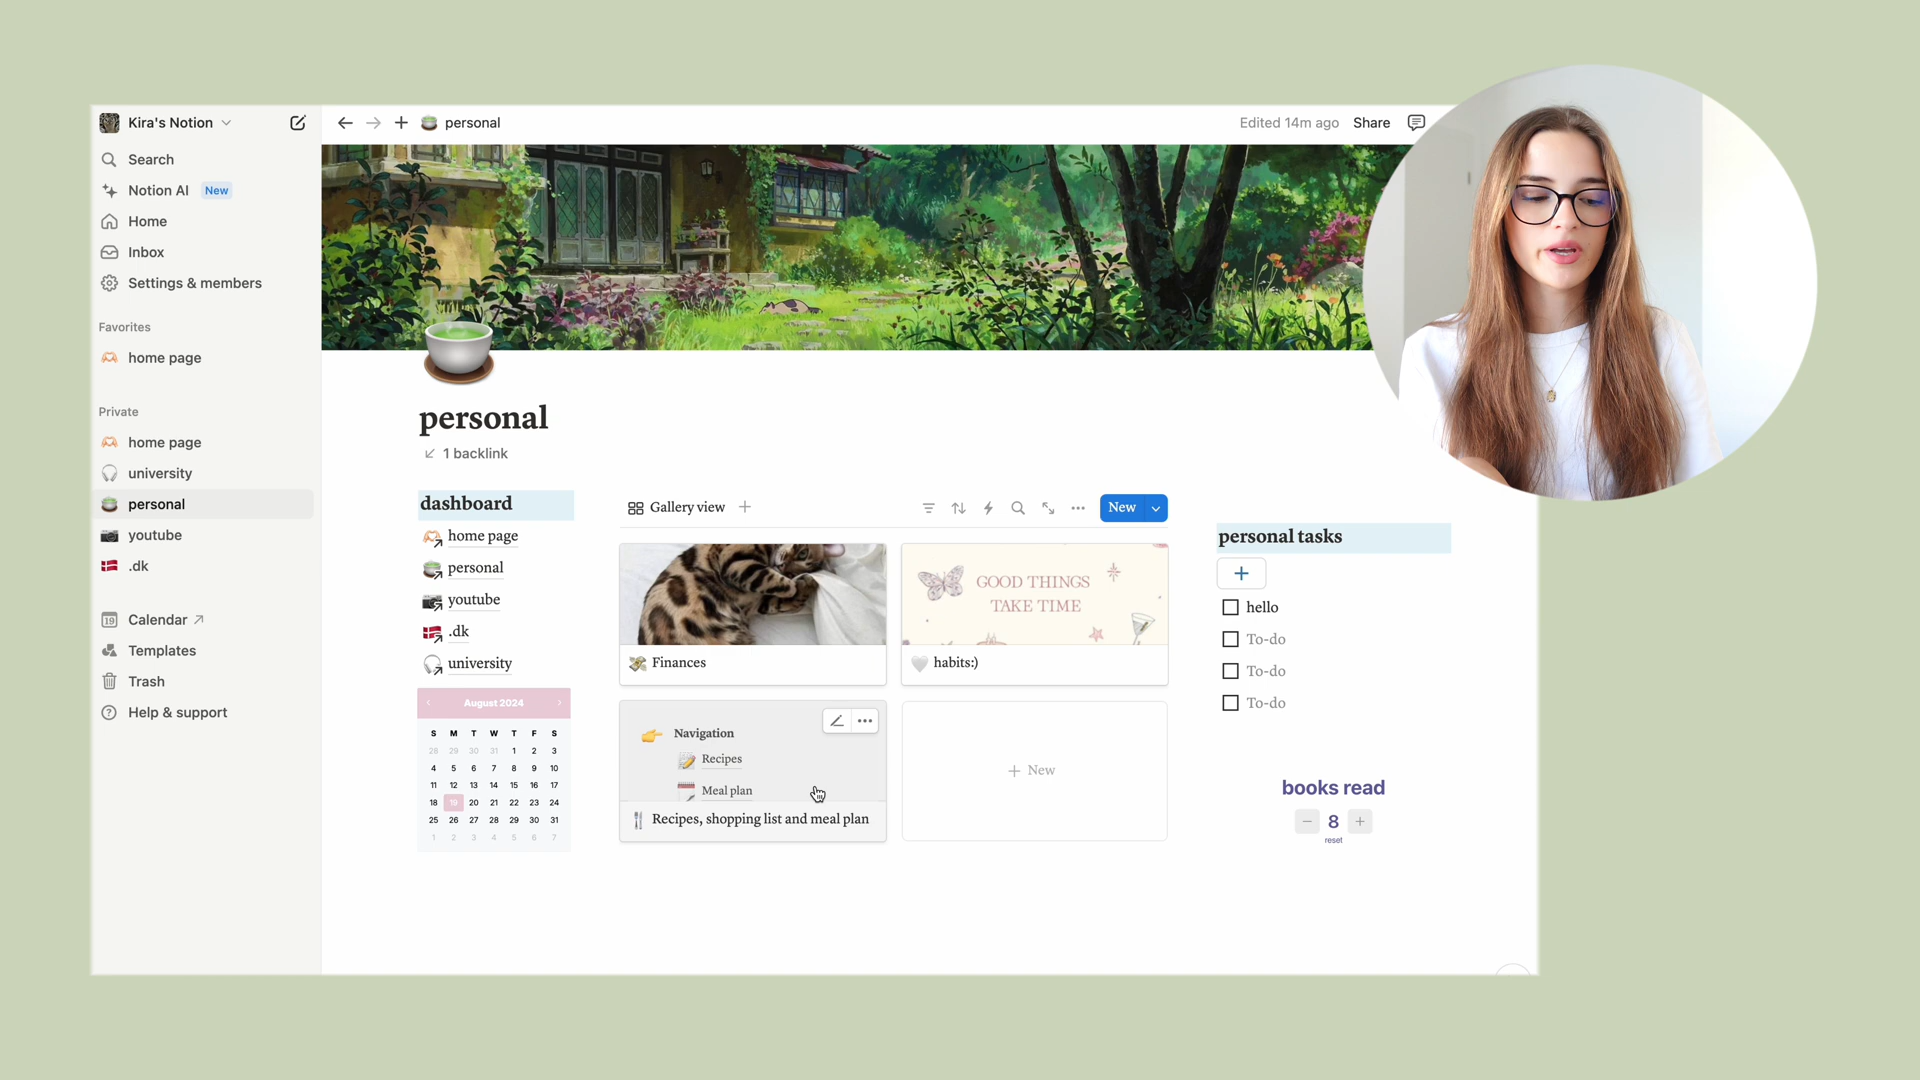 Kira's Notion
Search
Notion AI New
Home
Inbox
Settings & members
Favorites
home page
Private
home page
university
personal
youtube
.dk
19 Calendar
Templates
Trash
Help & support
personal
Edited 14m ago Share
personal
1 backlink
dashboard
home page
personal
youtube
.dk
university
August 2024
S M T W T F S
28 29 30 31 1 2 3
4 5 6 7 8 9 10
11 12 13 14 15 16 17
18 19 20 21 22 23 24
25 26 27 28 29 30 31
1 2 3 4 5 6 7
Gallery view
New
GOOD THINGS
TAKE TIME
Finances
habits:)
Navigation
Recipes
Meal plan
Recipes, shopping list and meal plan
+ New
personal tasks
+
hello
To-do
To-do
To-do
books read
− 8 +
reset